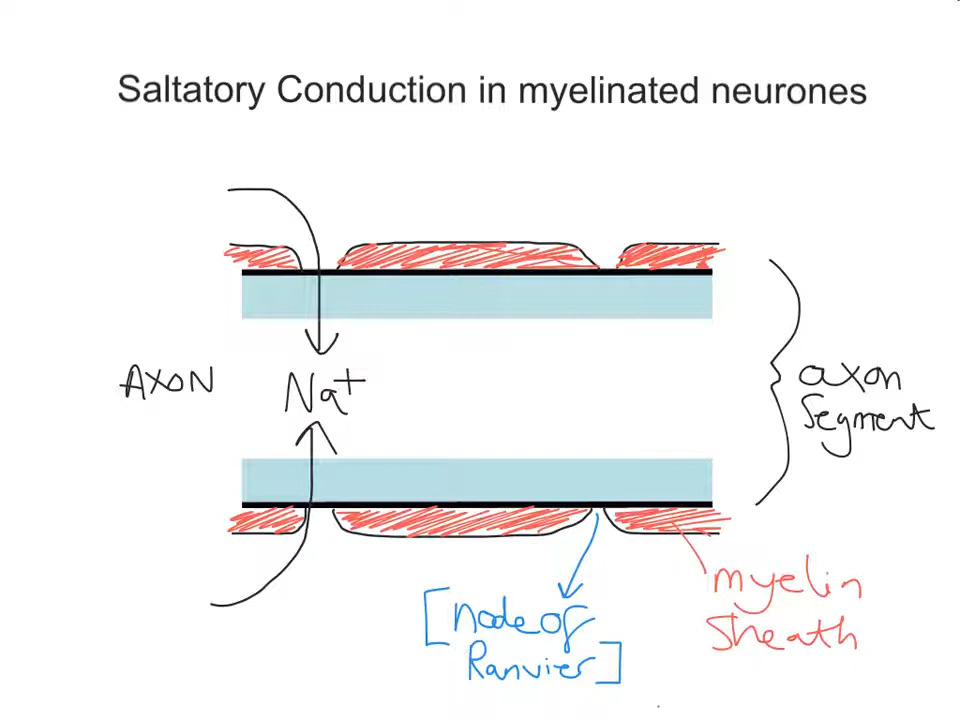 Saltatory Conduction in myelinated neurones
AXON
Na+
axon
segment
myelin
sheath
[node of
Ranvier]